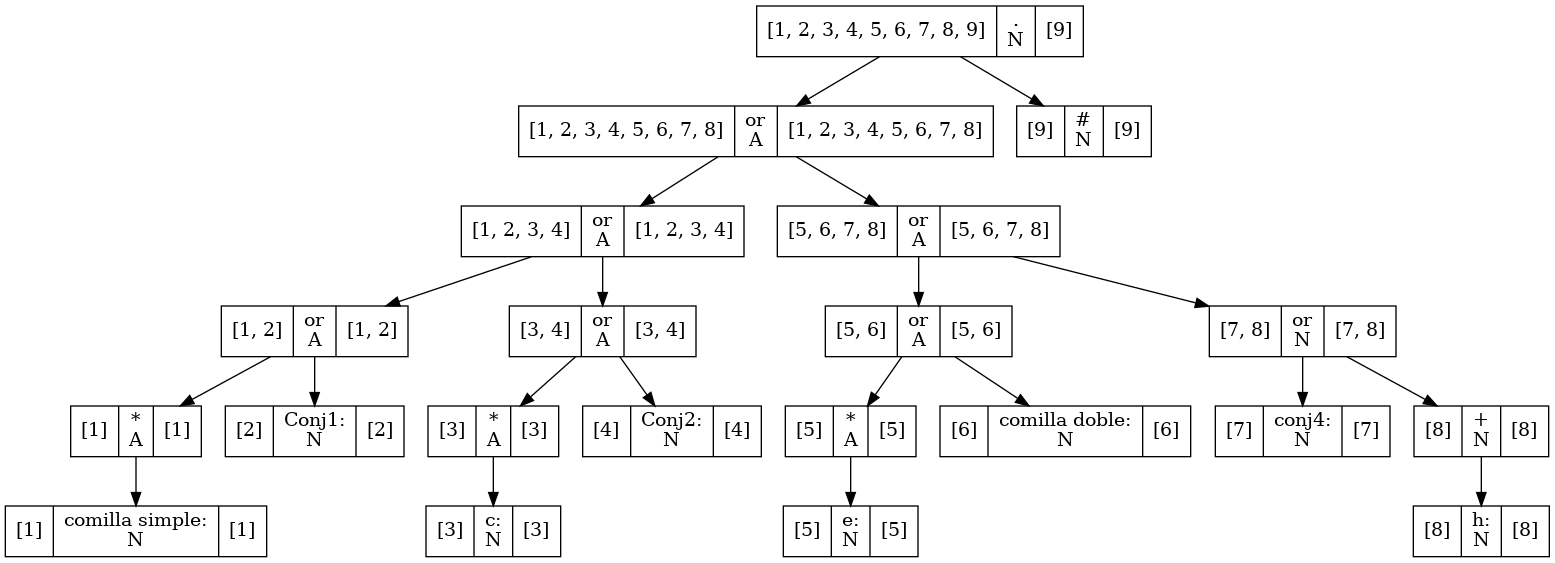 [1, 2, 3, 4, 5, 6, 7, 8, 9] . N [9]
[1, 2, 3, 4, 5, 6, 7, 8] or A [1, 2, 3, 4, 5, 6, 7, 8]
[9] # N [9]
[1, 2, 3, 4] or A [1, 2, 3, 4]
[5, 6, 7, 8] or A [5, 6, 7, 8]
[1, 2] or A [1, 2]
[3, 4] or A [3, 4]
[5, 6] or A [5, 6]
[7, 8] or N [7, 8]
[1] * A [1]
[2] Conj1: N [2]
[3] * A [3]
[4] Conj2: N [4]
[5] * A [5]
[6] comilla doble: N [6]
[7] conj4: N [7]
[8] + N [8]
[1] comilla simple: N [1]
[3] c: N [3]
[5] e: N [5]
[8] h: N [8]